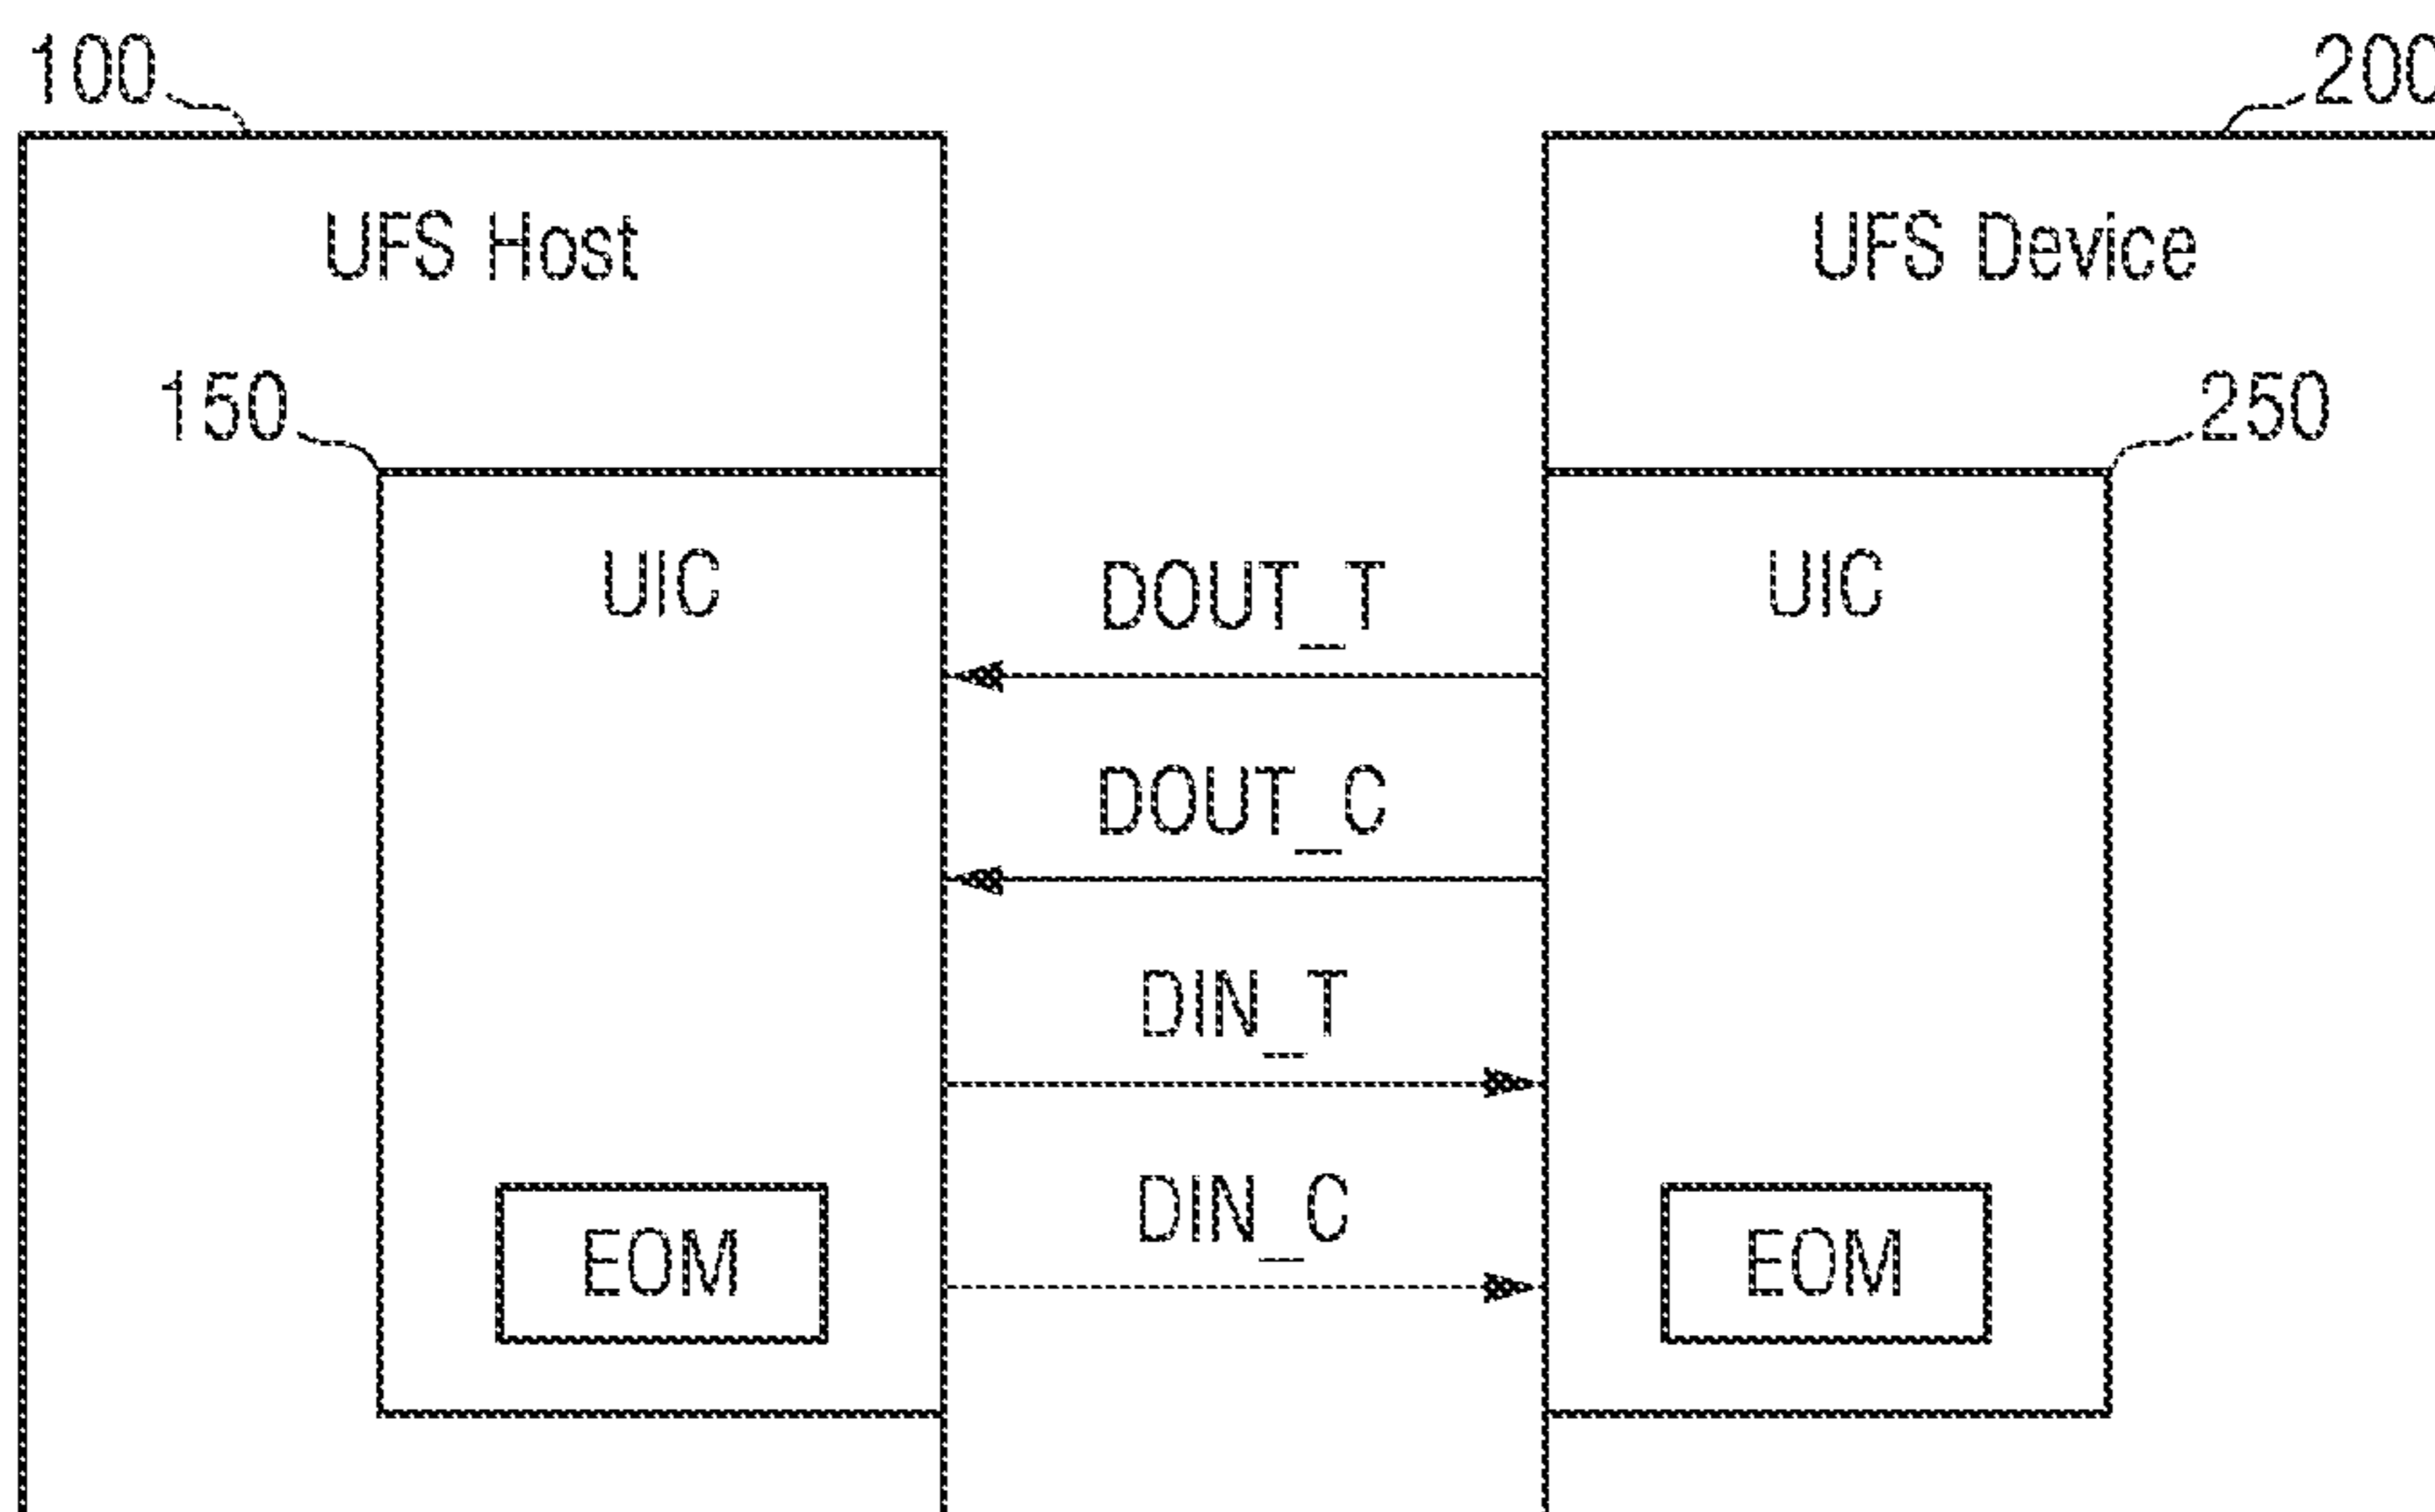 100
200
UFS Host
UFS Device
150
250
UIC
UIC
DOUT_T
DOUT_C
DIN_T
DIN_C
EOM
EOM